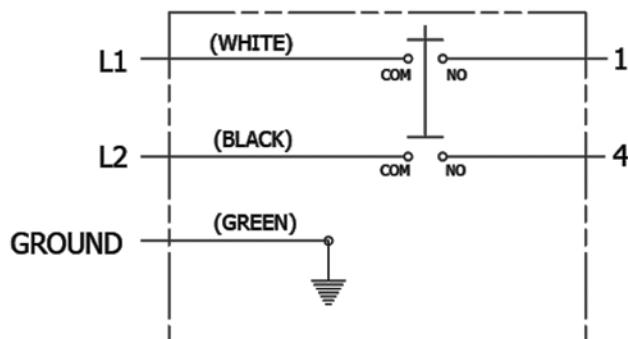 L1 (WHITE) COM NO 1
L2 (BLACK) COM NO 4
GROUND (GREEN)